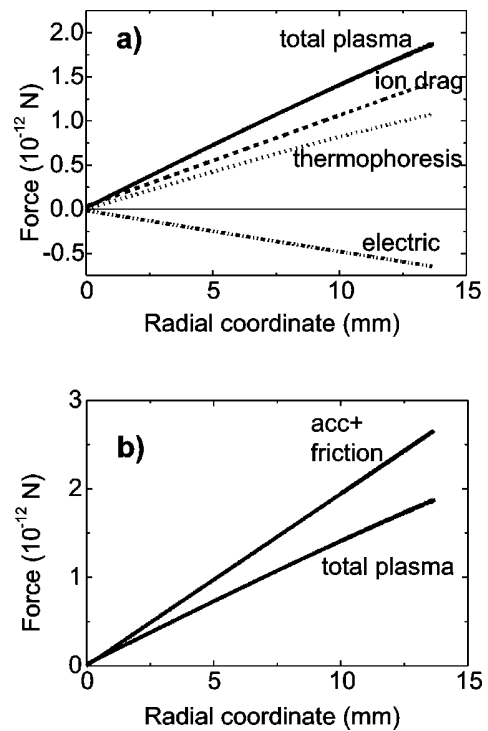 a)
total plasma
ion drag
thermophoresis
electric
Force (10⁻¹² N)
2.0
1.5
1.0
0.5
0.0
-0.5
0 5 10 15
Radial coordinate (mm)
b)
acc+
friction
total plasma
Force (10⁻¹² N)
3
2
1
0
0 5 10 15
Radial coordinate (mm)